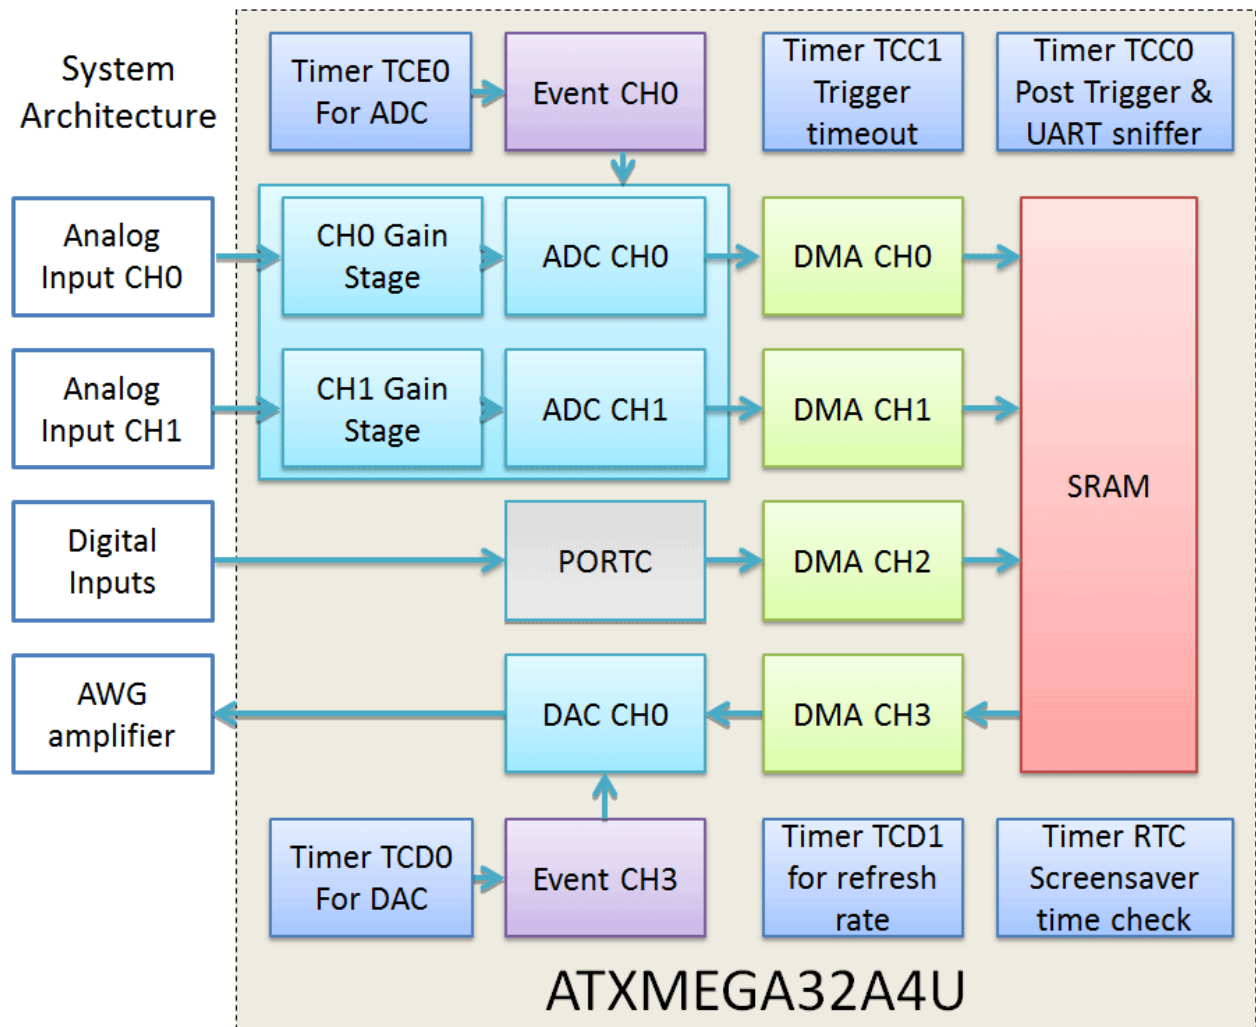 System
Architecture
Timer TCE0
For ADC
Event CH0
Timer TCC1
Trigger
timeout
Timer TCC0
Post Trigger &
UART sniffer
Analog
Input CH0
CH0 Gain
Stage
ADC CH0
DMA CH0
Analog
Input CH1
CH1 Gain
Stage
ADC CH1
DMA CH1
SRAM
Digital
Inputs
PORTC
DMA CH2
AWG
amplifier
DAC CH0
DMA CH3
Timer TCD0
For DAC
Event CH3
Timer TCD1
for refresh
rate
Timer RTC
Screensaver
time check
ATXMEGA32A4U